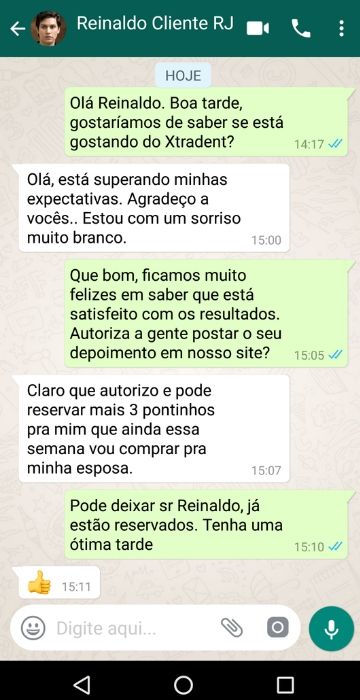 Reinaldo Cliente RJ
HOJE
Olá Reinaldo. Boa tarde,
gostaríamos de saber se está
gostando do Xtradent?
14:17
Olá, está superando minhas
expectativas. Agradeço a
vocês.. Estou com um sorriso
muito branco.
15:00
Que bom, ficamos muito
felizes em saber que está
satisfeito com os resultados.
Autoriza a gente postar o seu
depoimento em nosso site?
15:05
Claro que autorizo e pode
reservar mais 3 pontinhos
pra mim que ainda essa
semana vou comprar pra
minha esposa.
15:07
Pode deixar sr Reinaldo, já
estão reservados. Tenha uma
ótima tarde
15:10
15:11
Digite aqui...